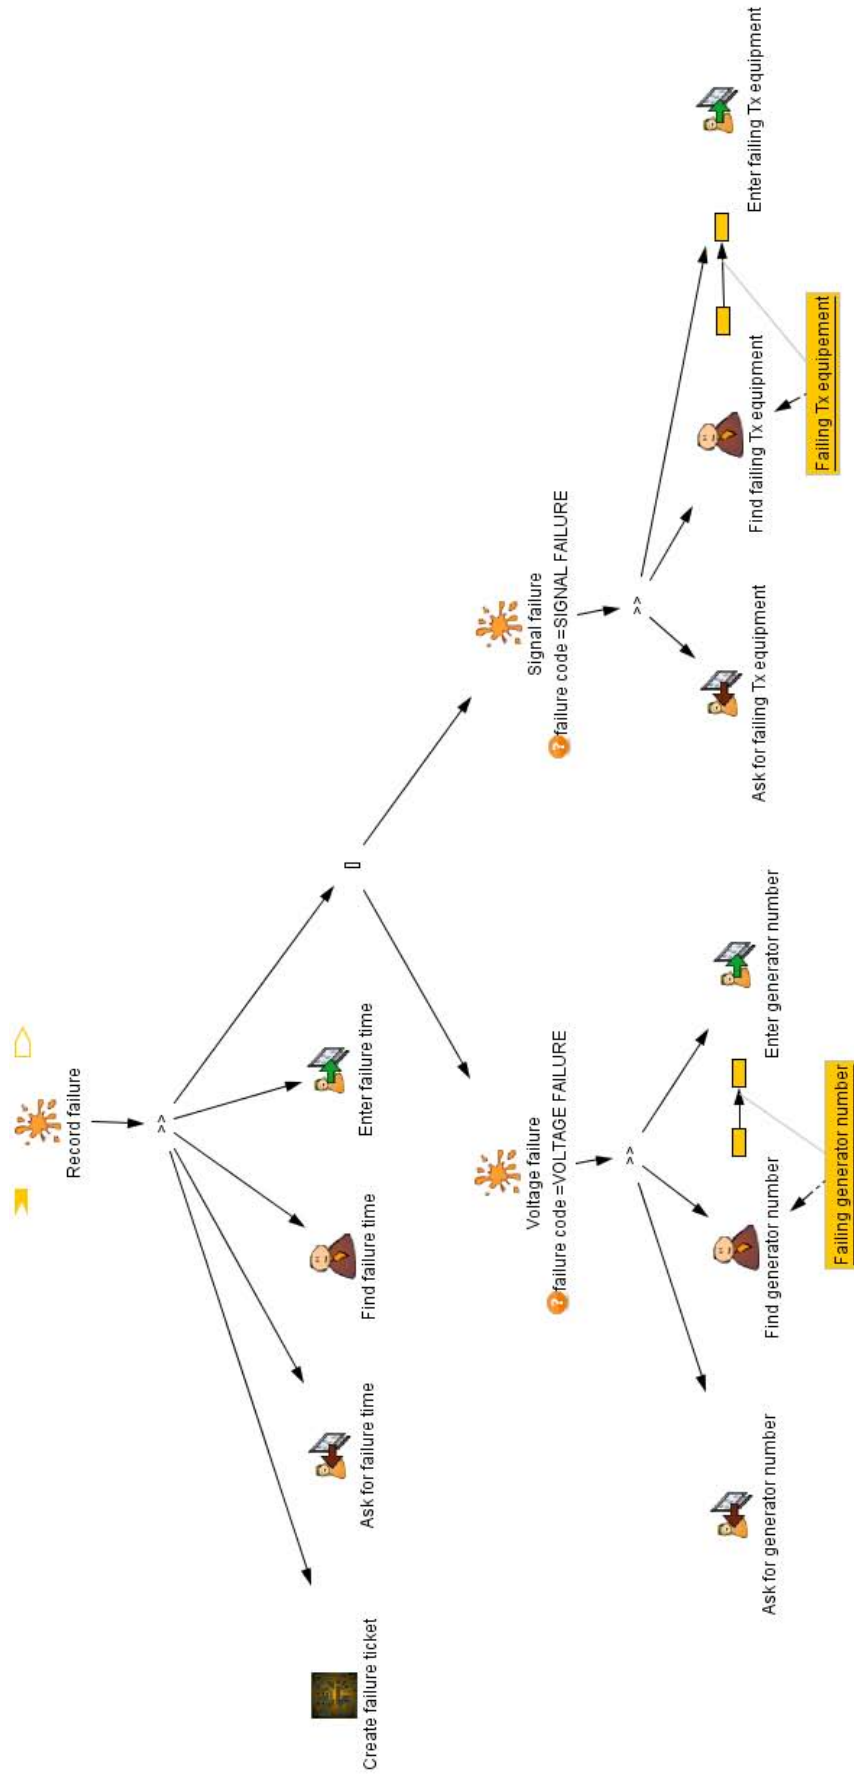 Record failure
>>
Create failure ticket
Ask for failure time
Find failure time
Enter failure time
[]
Voltage failure
? failure code =VOLTAGE FAILURE
>>
Signal failure
? failure code =SIGNAL FAILURE
>>
Ask for generator number
Find generator number
Enter generator number
Failing generator number
Ask for failing Tx equipment
Find failing Tx equipment
Enter failing Tx equipment
Failing Tx equipement